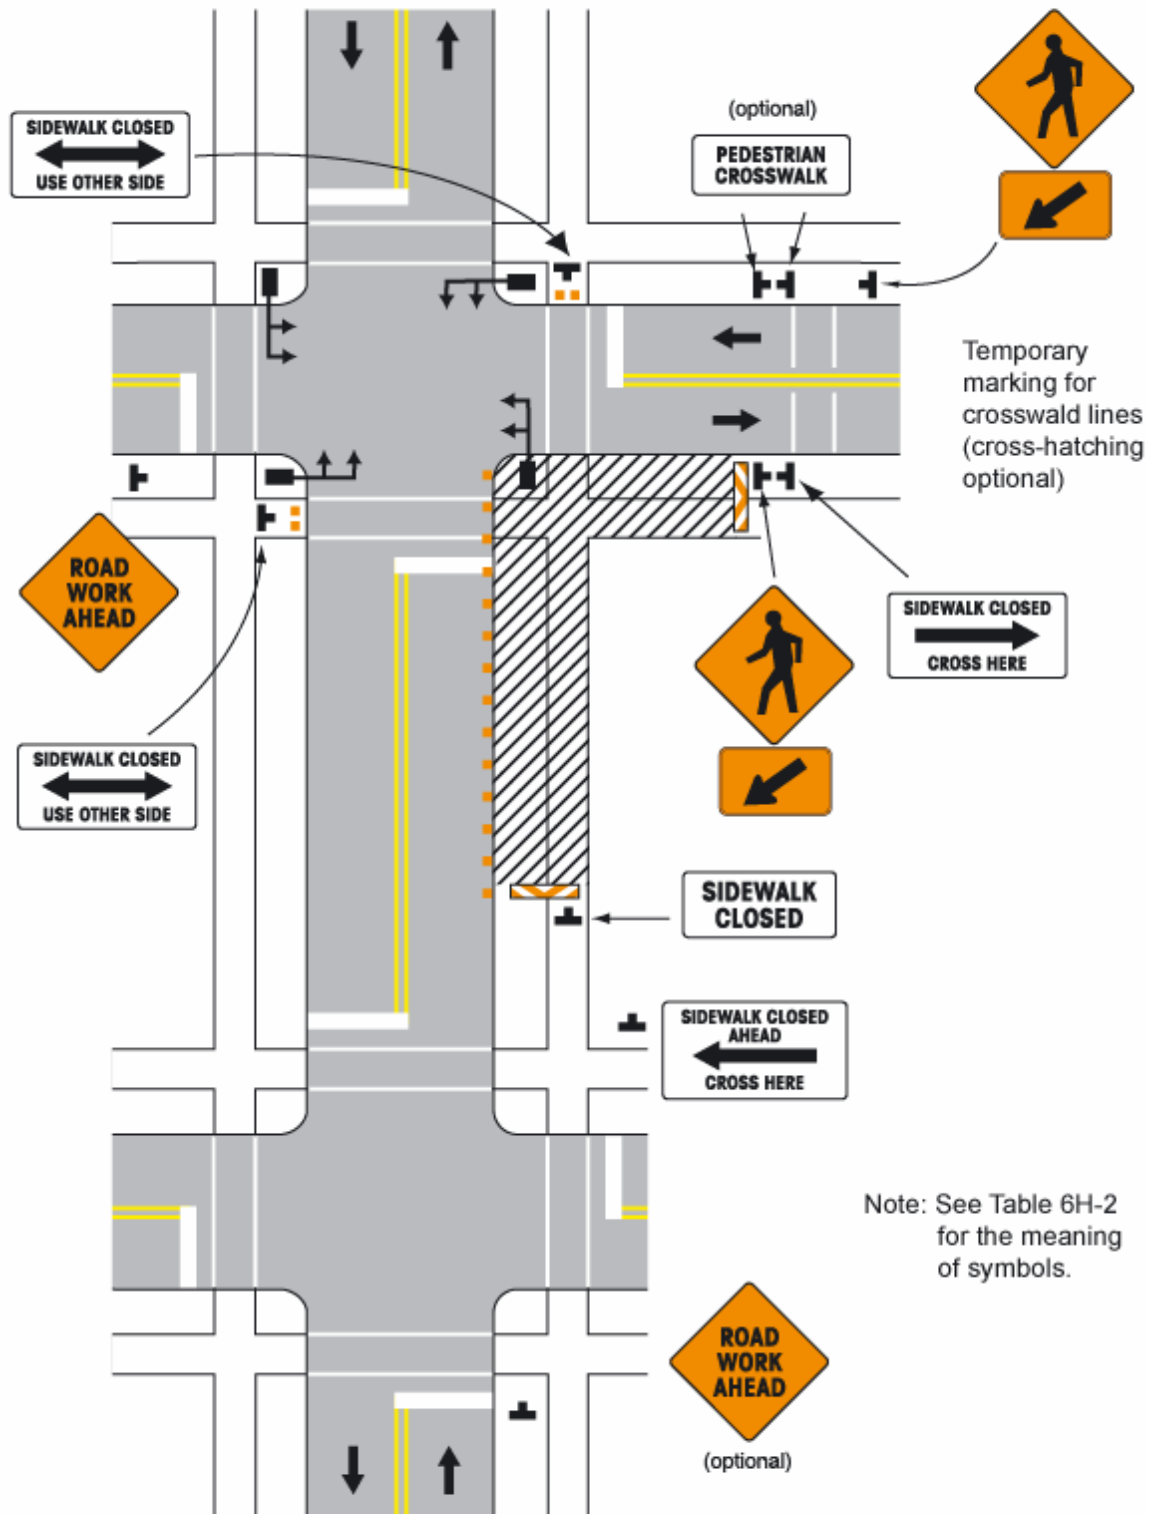 (optional)
SIDEWALK CLOSED
USE OTHER SIDE
PEDESTRIAN
CROSSWALK
Temporary
marking for
crosswald lines
(cross-hatching
optional)
ROAD
WORK
AHEAD
SIDEWALK CLOSED
CROSS HERE
SIDEWALK CLOSED
USE OTHER SIDE
SIDEWALK
CLOSED
SIDEWALK CLOSED
AHEAD
CROSS HERE
Note: See Table 6H-2
for the meaning
of symbols.
ROAD
WORK
AHEAD
(optional)